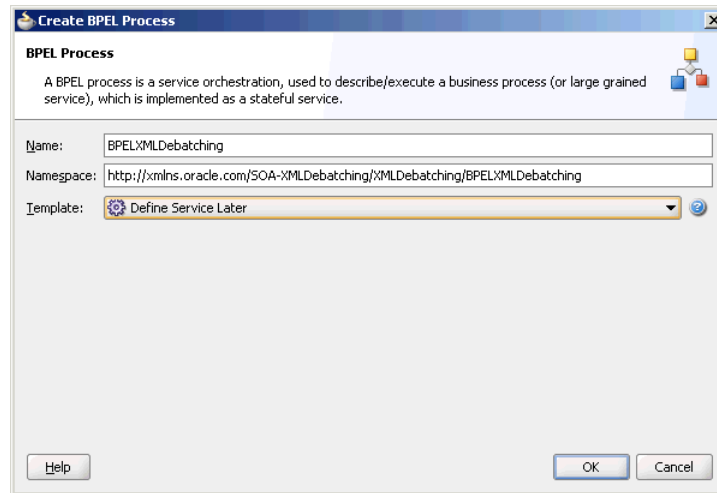 Create BPEL Process
BPEL Process
A BPEL process is a service orchestration, used to describe/execute a business process (or large grained
service), which is implemented as a stateful service.
Name: BPELXMLDebatching
Namespace: http://xmlns.oracle.com/SOA-XMLDebatching/XMLDebatching/BPELXMLDebatching
Template: Define Service Later
Help OK Cancel